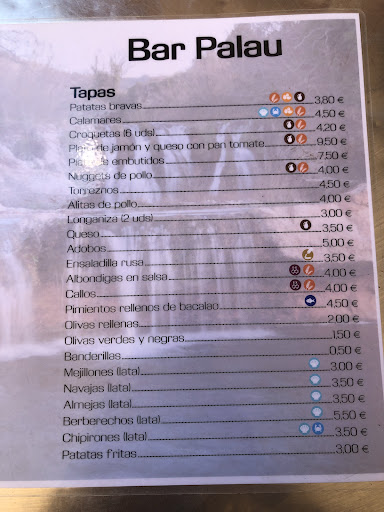 Bar Palau
Tapas
Patatas bravas 3,80 €
Calamares 4,50 €
Croquetas (6 uds) 4,20 €
de jamón y queso con pan tomate 9,50 €
embutidos 7,50 €
Nuggets de pollo 4,00 €
Torreznos 4,50 €
Alitas de pollo 4,00 €
Longaniza (2 uds) 3,00 €
Queso 3,50 €
Adobos 5,00 €
Ensaladilla rusa 3,50 €
Albondigas en salsa 4,00 €
Callos 4,00 €
Pimientos rellenos de bacalao 4,50 €
Olivas rellenas 2,00 €
Olivas verdes y negras 1,50 €
Banderillas 0,50 €
Mejillones (lata) 3,00 €
Navajas (lata) 3,50 €
Almejas (lata) 3,50 €
Berberechos (lata) 5,50 €
Chipirones (lata) 3,50 €
Patatas fritas 3,00 €